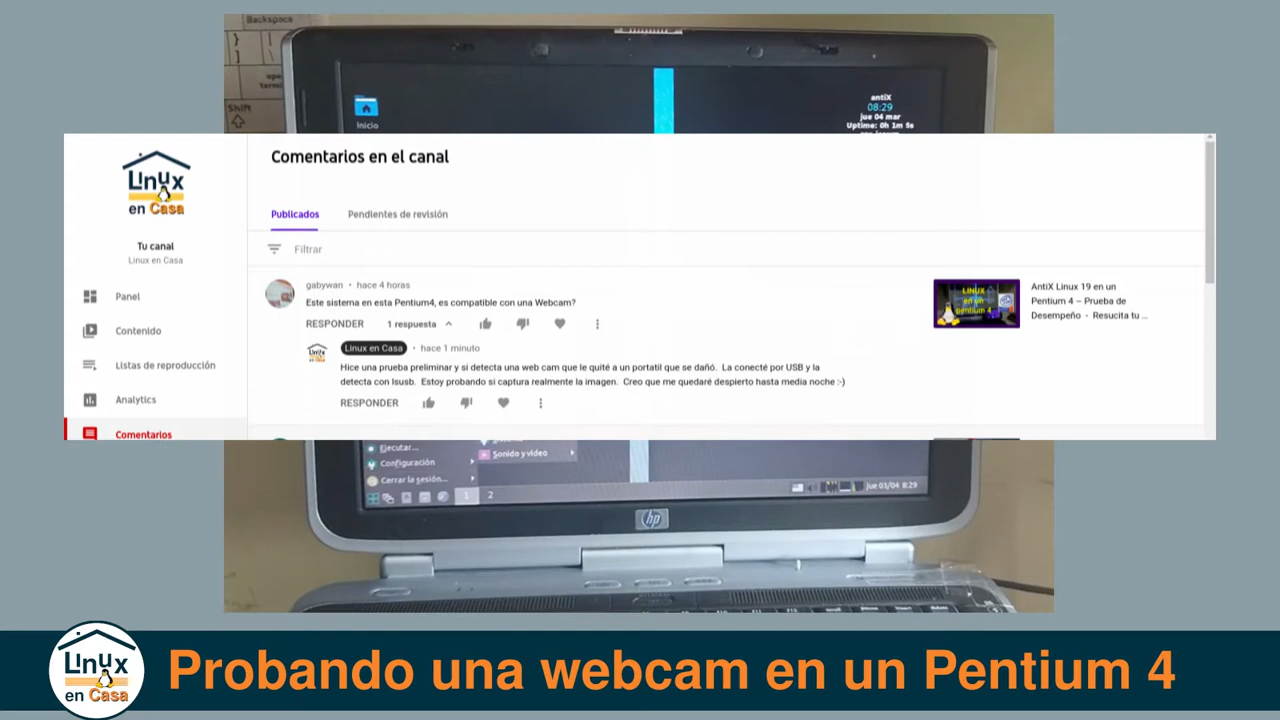 Backspace
Shift
Inicio
antiX
08:29
jue 04 mar
Uptime: 0h 1m 5s
Linux
en Casa
Tu canal
Linux en Casa
Panel
Contenido
Listas de reproducción
Analytics
Comentarios
Comentarios en el canal
Publicados
Pendientes de revisión
Filtrar
gabywan • hace 4 horas
Este sistema en esta Pentium4, es compatible con una Webcam?
RESPONDER 1 respuesta
Linux en Casa • hace 1 minuto
Hice una prueba preliminar y si detecta una web cam que le quité a un portatil que se dañó. La conecté por USB y la
detecta con lsusb. Estoy probando si captura realmente la imagen. Creo que me quedaré despierto hasta media noche :-)
RESPONDER
LINUX
en un
pentium 4
AntiX Linux 19 en un
Pentium 4 – Prueba de
Desempeño - Resucita tu ...
Ejecutar...
Configuración
Cerrar la sesión...
Sonido y video
1 2
jue 03/04 8:29
hp
Linux
en Casa
Probando una webcam en un Pentium 4